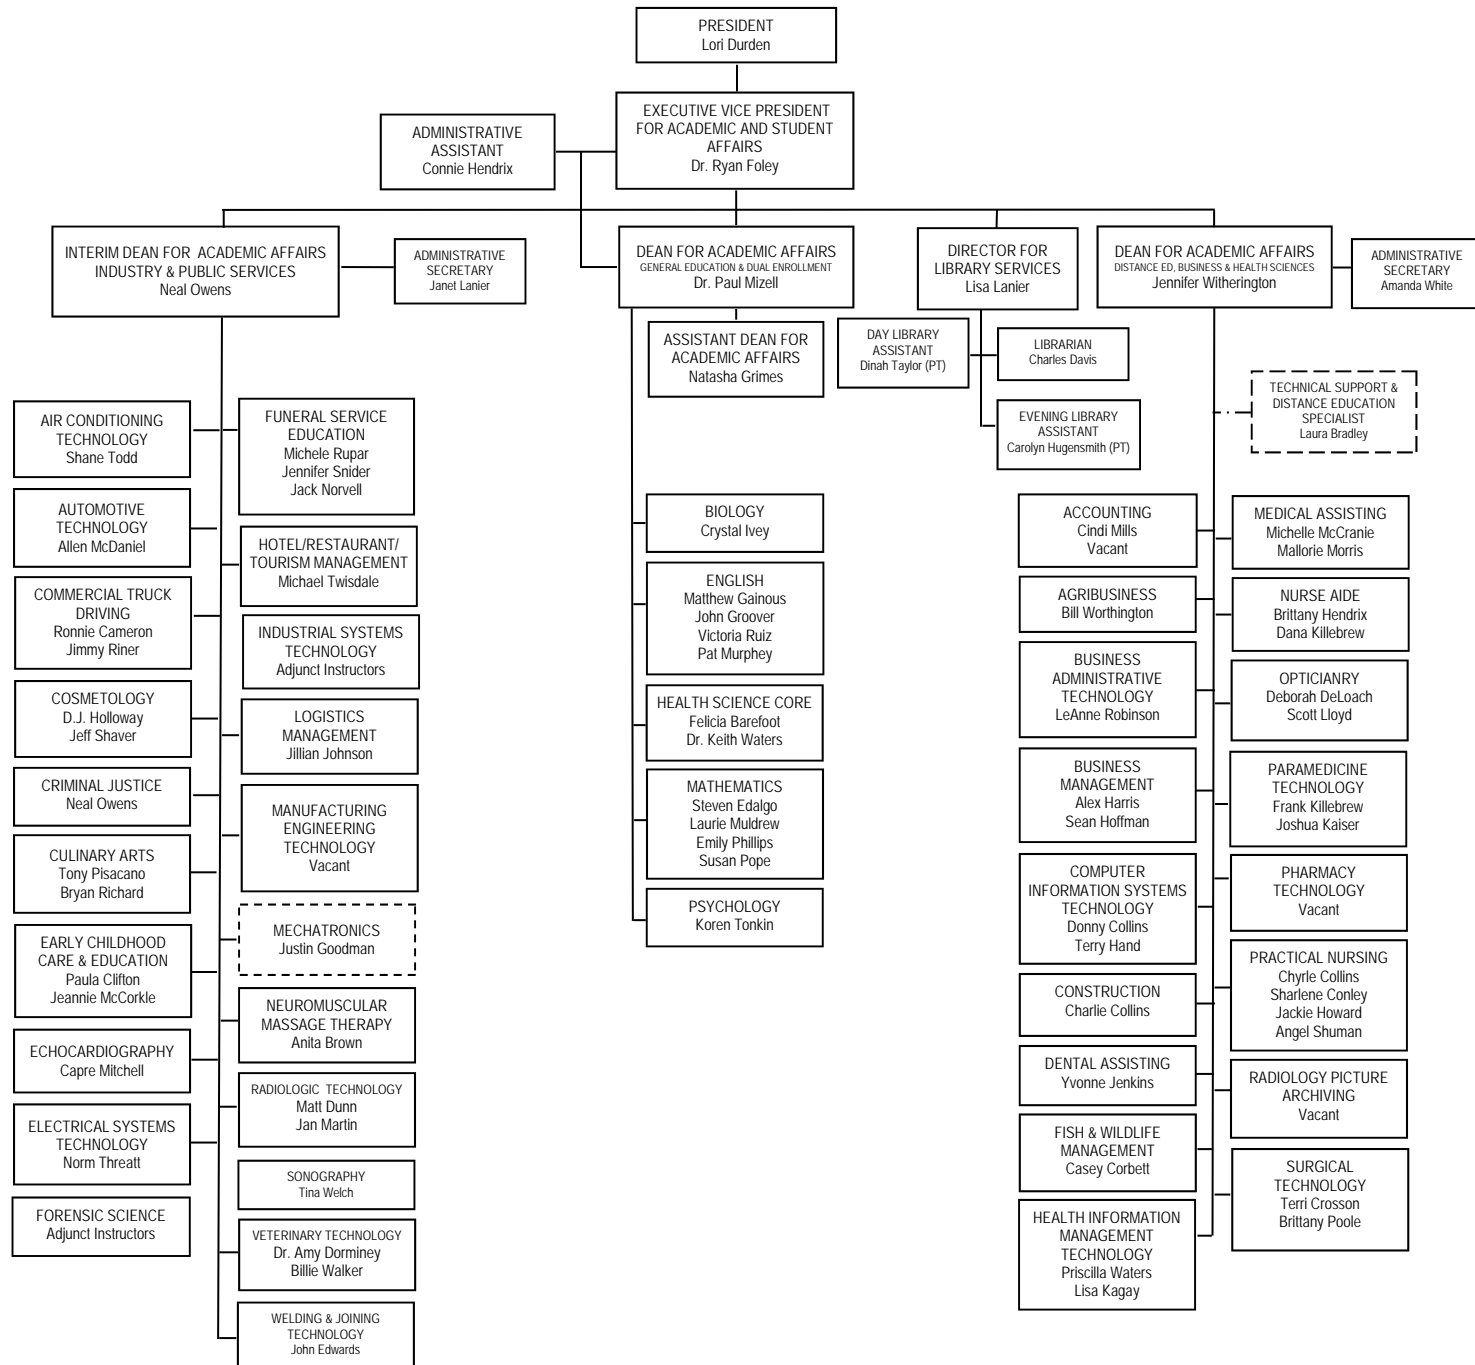 PRESIDENT
Lori Durden
EXECUTIVE VICE PRESIDENT
FOR ACADEMIC AND STUDENT
AFFAIRS
Dr. Ryan Foley
ADMINISTRATIVE
ASSISTANT
Connie Hendrix
INTERIM DEAN FOR ACADEMIC AFFAIRS
INDUSTRY & PUBLIC SERVICES
Neal Owens
ADMINISTRATIVE
SECRETARY
Janet Lanier
DEAN FOR ACADEMIC AFFAIRS
GENERAL EDUCATION & DUAL ENROLLMENT
Dr. Paul Mizell
DIRECTOR FOR
LIBRARY SERVICES
Lisa Lanier
DEAN FOR ACADEMIC AFFAIRS
DISTANCE ED, BUSINESS & HEALTH SCIENCES
Jennifer Witherington
ADMINISTRATIVE
SECRETARY
Amanda White
ASSISTANT DEAN FOR
ACADEMIC AFFAIRS
Natasha Grimes
DAY LIBRARY
ASSISTANT
Dinah Taylor (PT)
LIBRARIAN
Charles Davis
EVENING LIBRARY
ASSISTANT
Carolyn Hugensmith (PT)
TECHNICAL SUPPORT &
DISTANCE EDUCATION
SPECIALIST
Laura Bradley
AIR CONDITIONING
TECHNOLOGY
Shane Todd
AUTOMOTIVE
TECHNOLOGY
Allen McDaniel
COMMERCIAL TRUCK
DRIVING
Ronnie Cameron
Jimmy Riner
COSMETOLOGY
D.J. Holloway
Jeff Shaver
CRIMINAL JUSTICE
Neal Owens
CULINARY ARTS
Tony Pisacano
Bryan Richard
EARLY CHILDHOOD
CARE & EDUCATION
Paula Clifton
Jeannie McCorkle
ECHOCARDIOGRAPHY
Capre Mitchell
ELECTRICAL SYSTEMS
TECHNOLOGY
Norm Threatt
FORENSIC SCIENCE
Adjunct Instructors
FUNERAL SERVICE
EDUCATION
Michele Rupar
Jennifer Snider
Jack Norvell
HOTEL/RESTAURANT/
TOURISM MANAGEMENT
Michael Twisdale
INDUSTRIAL SYSTEMS
TECHNOLOGY
Adjunct Instructors
LOGISTICS
MANAGEMENT
Jillian Johnson
MANUFACTURING
ENGINEERING
TECHNOLOGY
Vacant
MECHATRONICS
Justin Goodman
NEUROMUSCULAR
MASSAGE THERAPY
Anita Brown
RADIOLOGIC TECHNOLOGY
Matt Dunn
Jan Martin
SONOGRAPHY
Tina Welch
VETERINARY TECHNOLOGY
Dr. Amy Dorminey
Billie Walker
WELDING & JOINING
TECHNOLOGY
John Edwards
BIOLOGY
Crystal Ivey
ENGLISH
Matthew Gainous
John Groover
Victoria Ruiz
Pat Murphey
HEALTH SCIENCE CORE
Felicia Barefoot
Dr. Keith Waters
MATHEMATICS
Steven Edalgo
Laurie Muldrew
Emily Phillips
Susan Pope
PSYCHOLOGY
Koren Tonkin
ACCOUNTING
Cindi Mills
Vacant
AGRIBUSINESS
Bill Worthington
BUSINESS
ADMINISTRATIVE
TECHNOLOGY
LeAnne Robinson
BUSINESS
MANAGEMENT
Alex Harris
Sean Hoffman
COMPUTER
INFORMATION SYSTEMS
TECHNOLOGY
Donny Collins
Terry Hand
CONSTRUCTION
Charlie Collins
DENTAL ASSISTING
Yvonne Jenkins
FISH & WILDLIFE
MANAGEMENT
Casey Corbett
HEALTH INFORMATION
MANAGEMENT
TECHNOLOGY
Priscilla Waters
Lisa Kagay
MEDICAL ASSISTING
Michelle McCranie
Mallorie Morris
NURSE AIDE
Brittany Hendrix
Dana Killebrew
OPTICIANRY
Deborah DeLoach
Scott Lloyd
PARAMEDICINE
TECHNOLOGY
Frank Killebrew
Joshua Kaiser
PHARMACY
TECHNOLOGY
Vacant
PRACTICAL NURSING
Chyrle Collins
Sharlene Conley
Jackie Howard
Angel Shuman
RADIOLOGY PICTURE
ARCHIVING
Vacant
SURGICAL
TECHNOLOGY
Terri Crosson
Brittany Poole